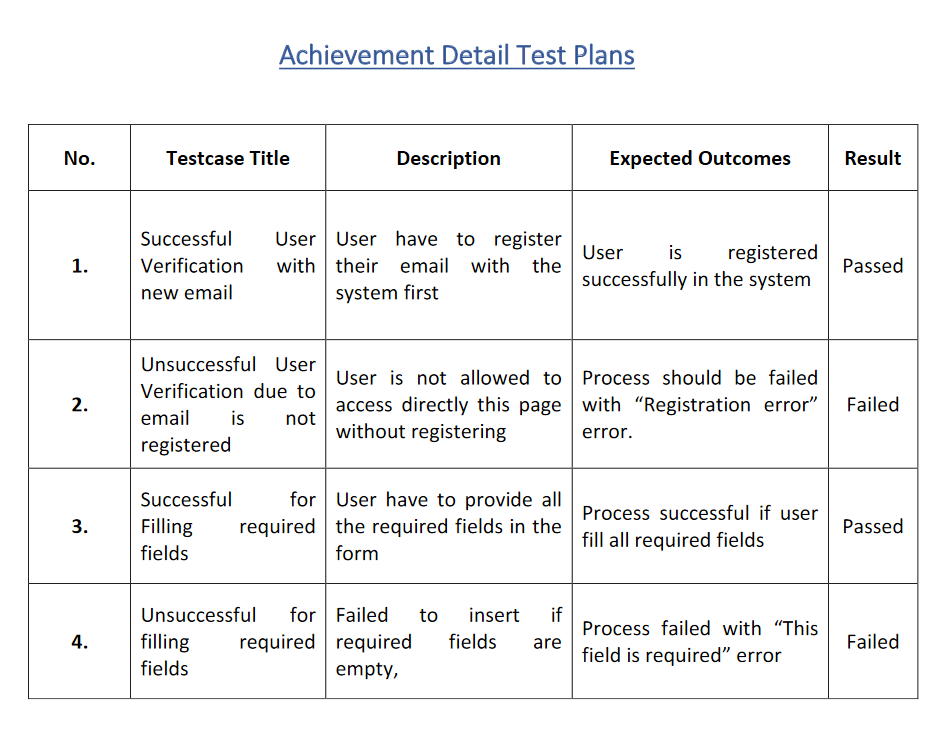 Achievement Detail Test Plans
No. Testcase Title Description Expected Outcomes Result
1.
Successful User
Verification with
new email
User have to register
their email with the
system first
User is registered
successfully in the system
Passed
2.
Unsuccessful User
Verification due to
email is not
registered
User is not allowed to
access directly this page
without registering
Process should be failed
with “Registration error”
error.
Failed
3.
Successful for
Filling required
fields
User have to provide all
the required fields in the
form
Process successful if user
fill all required fields
Passed
4.
Unsuccessful for
filling required
fields
Failed to insert if
required fields are
empty,
Process failed with “This
field is required” error
Failed